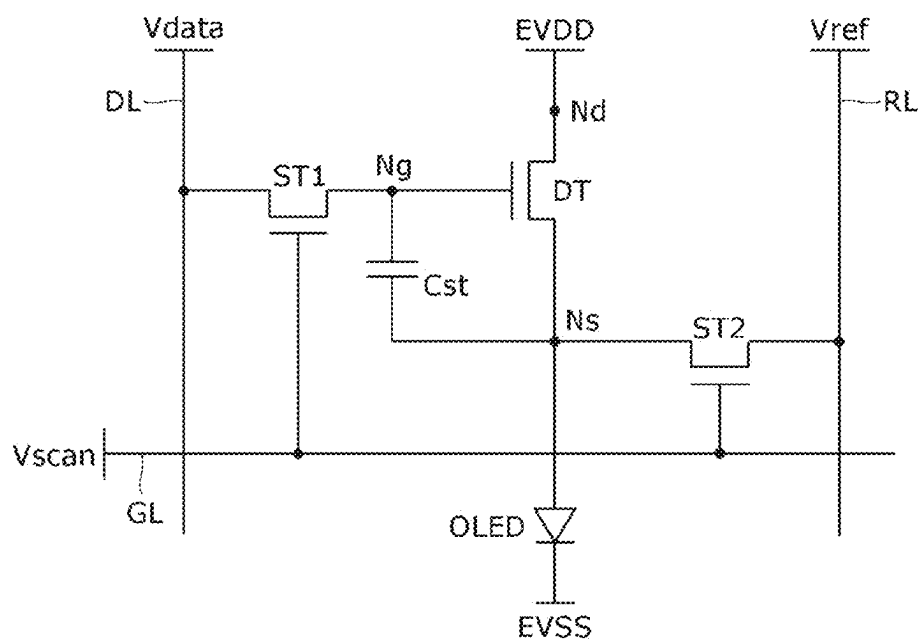 Vdata
EVDD
Vref
DL
Nd
RL
ST1
Ng
DT
Cst
Ns
ST2
Vscan
GL
OLED
EVSS